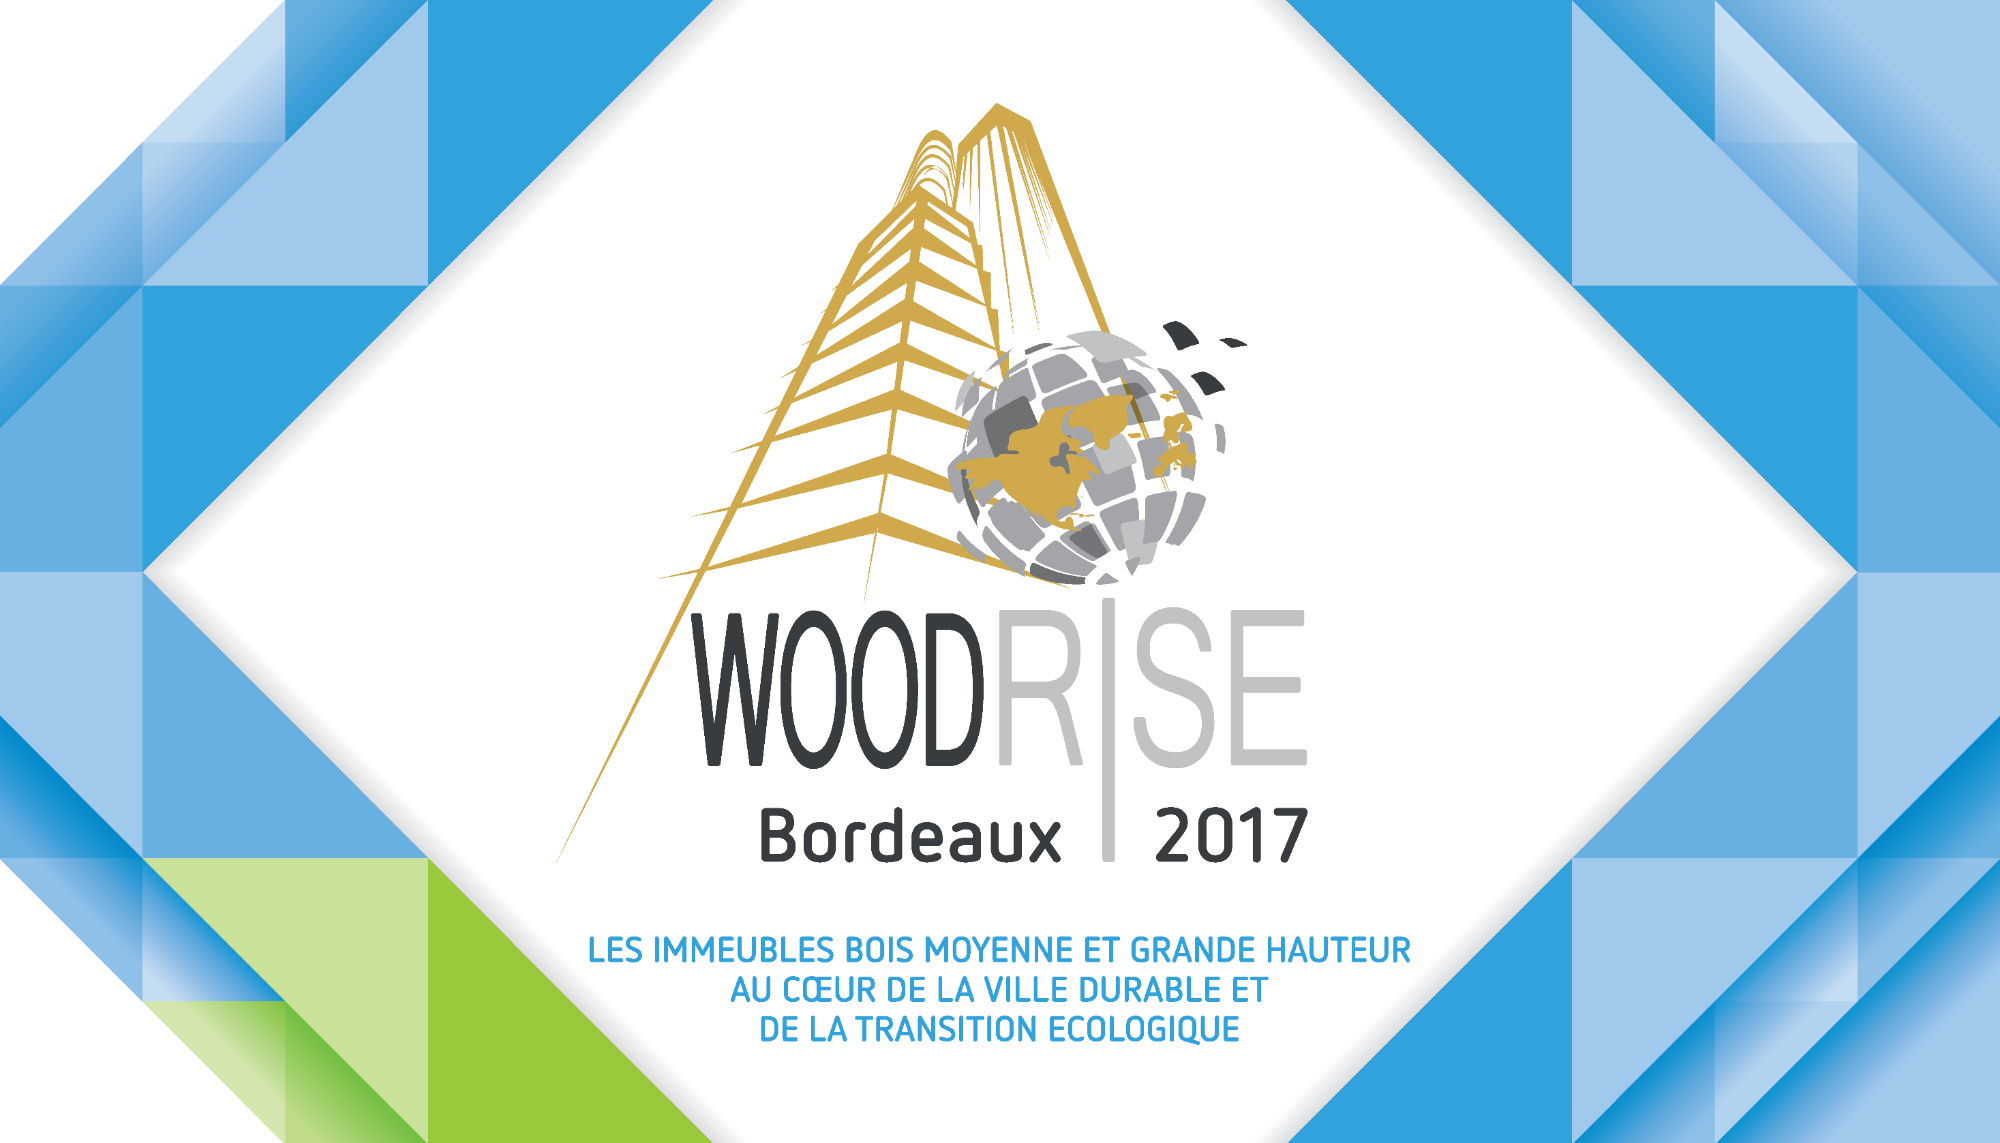 WOODRISE
Bordeaux 2017
LES IMMEUBLES BOIS MOYENNE ET GRANDE HAUTEUR
AU CŒUR DE LA VILLE DURABLE ET
DE LA TRANSITION ECOLOGIQUE